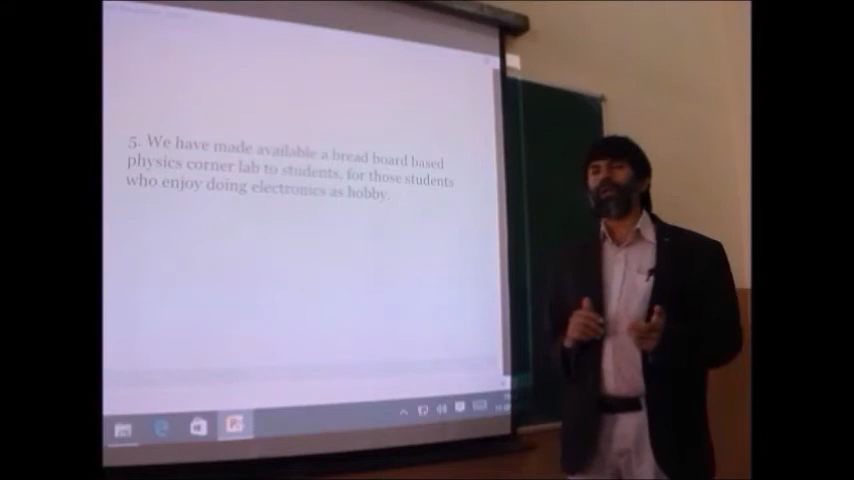 5. We have made available a bread board based
physics corner lab to students, for those students
who enjoy doing electronics as hobby.